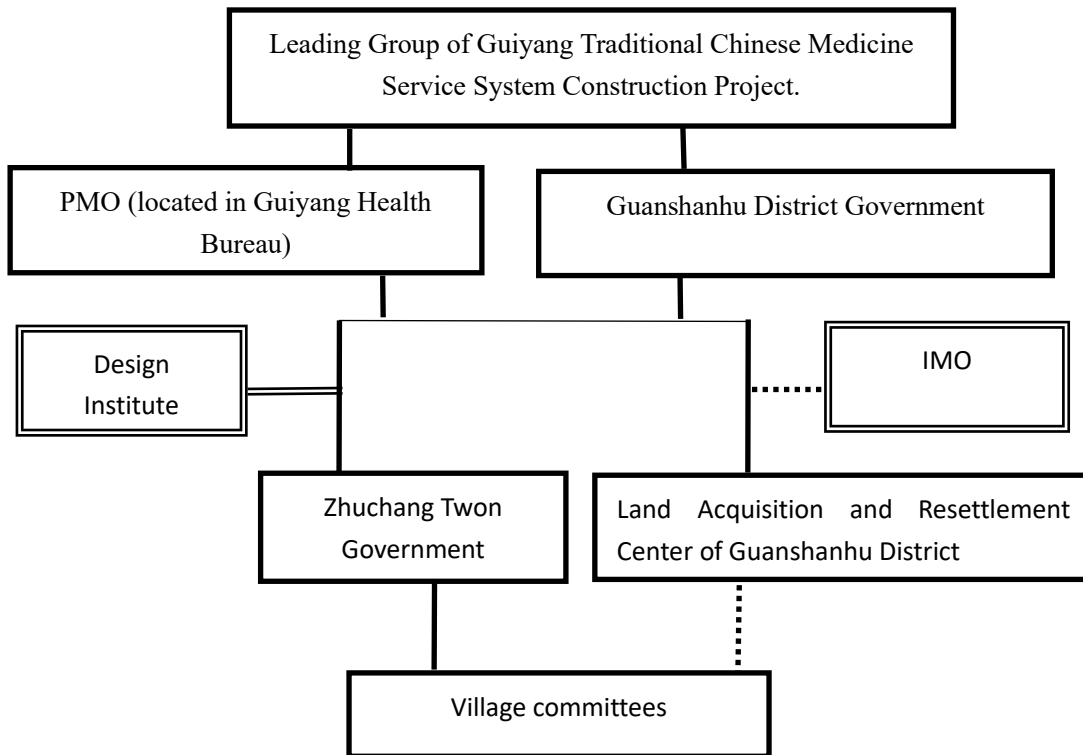 Leading Group of Guiyang Traditional Chinese Medicine
Service System Construction Project.
PMO (located in Guiyang Health
Bureau)
Guanshanhu District Government
Design
Institute
IMO
Zhuchang Twon
Government
Land Acquisition and Resettlement
Center of Guanshanhu District
Village committees